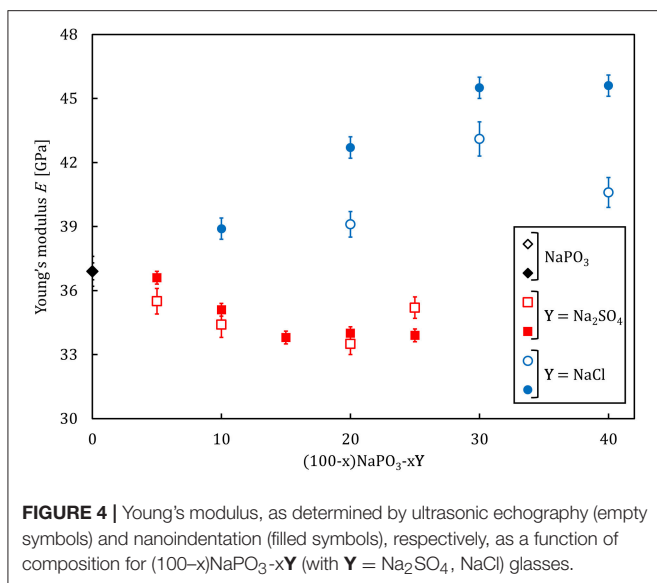 48
45
42
39
36
33
30
Young's modulus E [GPa]
0 10 20 30 40
(100-x)NaPO₃-xY
NaPO₃
Y = Na₂SO₄
Y = NaCl
FIGURE 4 | Young's modulus, as determined by ultrasonic echography (empty
symbols) and nanoindentation (filled symbols), respectively, as a function of
composition for (100–x)NaPO₃-xY (with Y = Na₂SO₄, NaCl) glasses.